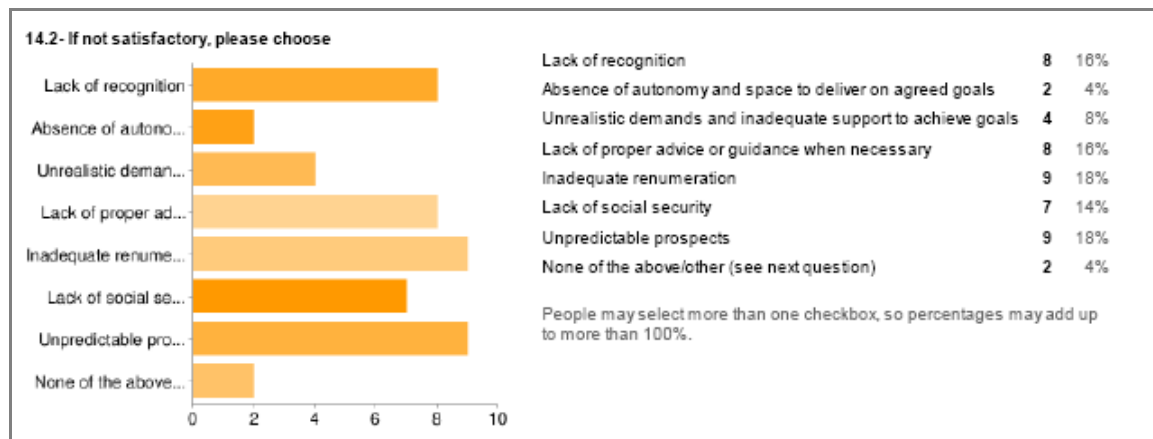 14.2- If not satisfactory, please choose
Lack of recognition
Absence of autono...
Unrealistic deman...
Lack of proper ad...
Inadequate renume...
Lack of social se...
Unpredictable pro...
None of the above...
0 2 4 6 8 10
Lack of recognition 8 16%
Absence of autonomy and space to deliver on agreed goals 2 4%
Unrealistic demands and inadequate support to achieve goals 4 8%
Lack of proper advice or guidance when necessary 8 16%
Inadequate renumeration 9 18%
Lack of social security 7 14%
Unpredictable prospects 9 18%
None of the above/other (see next question) 2 4%
People may select more than one checkbox, so percentages may add up
to more than 100%.